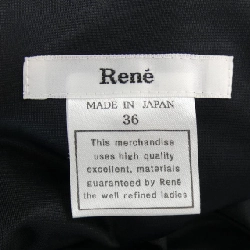 René
MADE IN JAPAN
36
This merchandise
uses high quality
excellent, materials
guaranteed by René
the well refined ladies